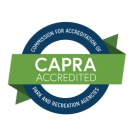 COMMISSION FOR ACCREDITATION OF
CAPRA
ACCREDITED
PARK AND RECREATION AGENCIES